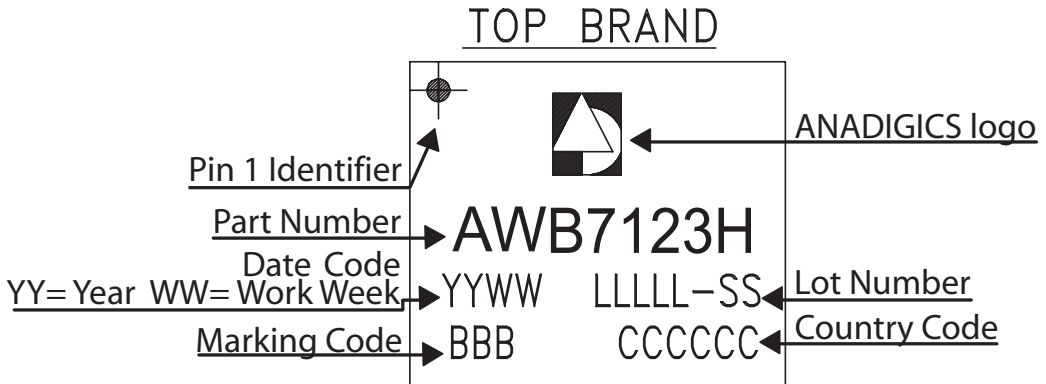 TOP BRAND
ANADIGICS logo
Pin 1 Identifier
Part Number
AWB7123H
Date Code
YY= Year WW= Work Week
YYWW LLLLL-SS
Lot Number
Marking Code
BBB CCCCCC
Country Code